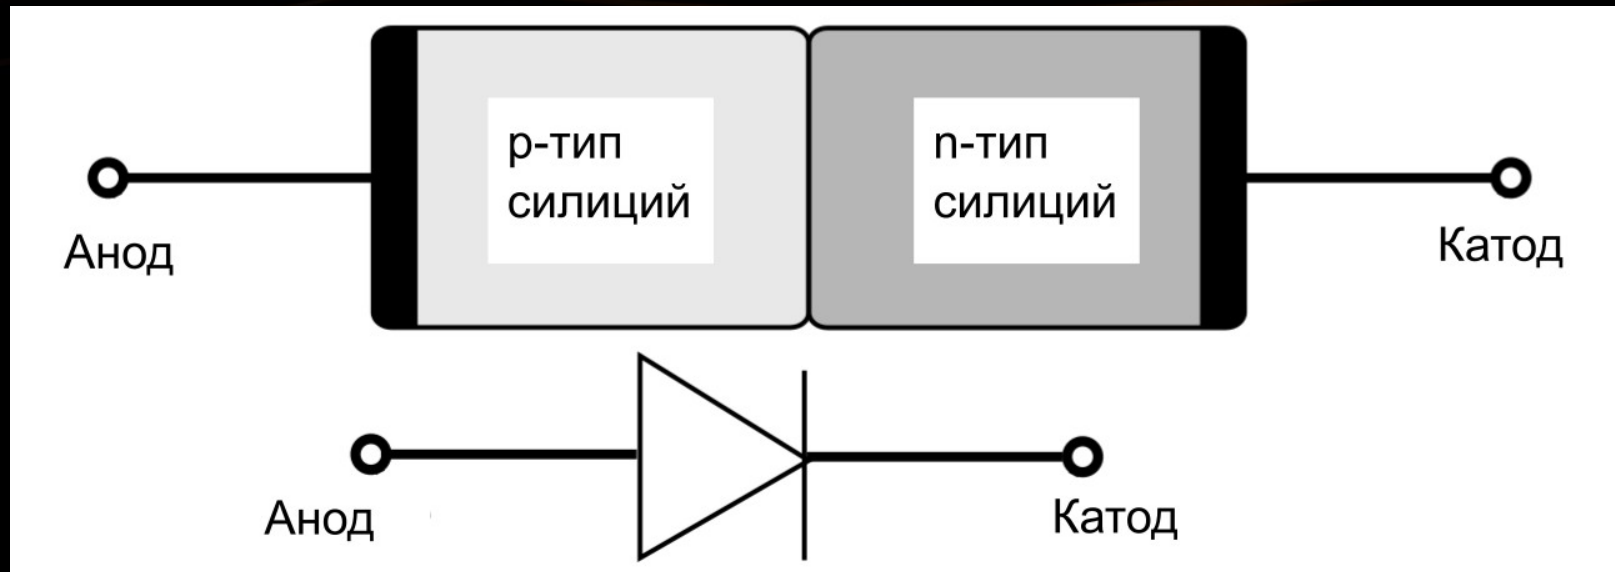 р-тип
силиций
n-тип
силиций
Анод
Катод
Анод
Катод